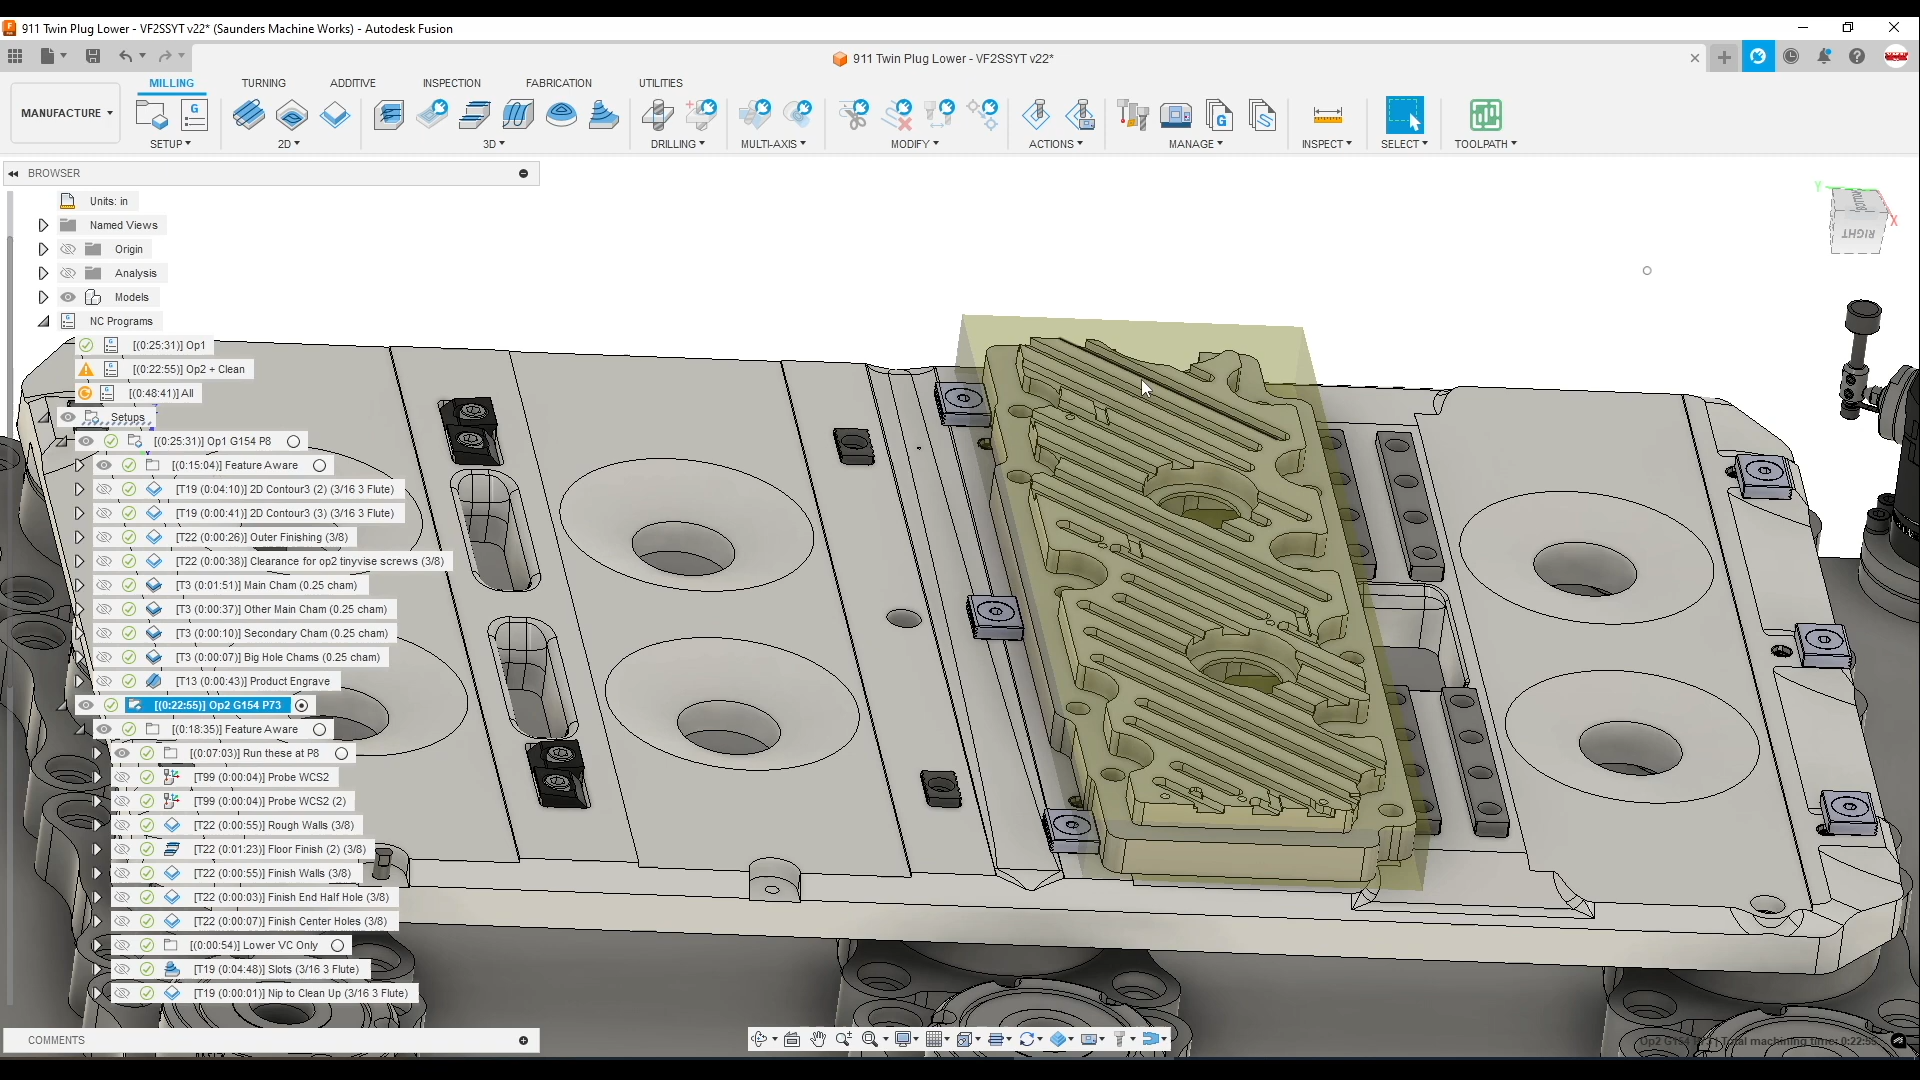 911 Twin Plug Lower - VF2SSYT v22* (Saunders Machine Works) - Autodesk Fusion
911 Twin Plug Lower - VF2SSYT v22*
MILLING TURNING ADDITIVE INSPECTION FABRICATION UTILITIES
MANUFACTURE
SETUP 2D 3D DRILLING MULTI-AXIS MODIFY ACTIONS MANAGE INSPECT SELECT TOOLPATH
BROWSER
Units: in
Named Views
Origin
Analysis
Models
NC Programs
[(0:25:31)] Op1
[(0:22:55)] Op2 + Clean
[(0:48:41)] All
Setups
[(0:25:31)] Op1 G154 P8
[(0:15:04)] Feature Aware
[T19 (0:04:10)] 2D Contour3 (2) (3/16 3 Flute)
[T19 (0:00:41)] 2D Contour3 (3) (3/16 3 Flute)
[T22 (0:00:26)] Outer Finishing (3/8)
[T22 (0:00:38)] Clearance for op2 tinyvise screws (3/8)
[T3 (0:01:51)] Main Cham (0.25 cham)
[T3 (0:00:37)] Other Main Cham (0.25 cham)
[T3 (0:00:10)] Secondary Cham (0.25 cham)
[T3 (0:00:07)] Big Hole Chams (0.25 cham)
[T13 (0:00:43)] Product Engrave
[(0:22:55)] Op2 G154 P73
[(0:18:35)] Feature Aware
[(0:07:03)] Run these at P8
[T99 (0:00:04)] Probe WCS2
[T99 (0:00:04)] Probe WCS2 (2)
[T22 (0:00:55)] Rough Walls (3/8)
[T22 (0:01:23)] Floor Finish (2) (3/8)
[T22 (0:00:55)] Finish Walls (3/8)
[T22 (0:00:03)] Finish End Half Hole (3/8)
[T22 (0:00:07)] Finish Center Holes (3/8)
[(0:00:54)] Lower VC Only
[T19 (0:04:48)] Slots (3/16 3 Flute)
[T19 (0:00:01)] Nip to Clean Up (3/16 3 Flute)
COMMENTS
Y
X
BOTTOM
RIGHT